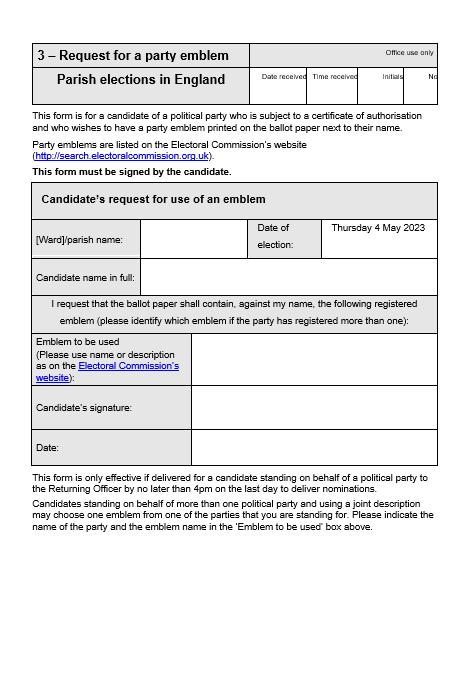 3 – Request for a party emblem
Office use only
Parish elections in England
Date received
Time received
Initials
No
This form is for a candidate of a political party who is subject to a certificate of authorisation
and who wishes to have a party emblem printed on the ballot paper next to their name.
Party emblems are listed on the Electoral Commission's website
(http://search.electoralcommission.org.uk).
This form must be signed by the candidate.
Candidate's request for use of an emblem
[Ward]/parish name:
Date of
election:
Thursday 4 May 2023
Candidate name in full:
I request that the ballot paper shall contain, against my name, the following registered
emblem (please identify which emblem if the party has registered more than one):
Emblem to be used
(Please use name or description
as on the Electoral Commission's
website):
Candidate's signature:
Date:
This form is only effective if delivered for a candidate standing on behalf of a political party to
the Returning Officer by no later than 4pm on the last day to deliver nominations.
Candidates standing on behalf of more than one political party and using a joint description
may choose one emblem from one of the parties that you are standing for. Please indicate the
name of the party and the emblem name in the 'Emblem to be used' box above.